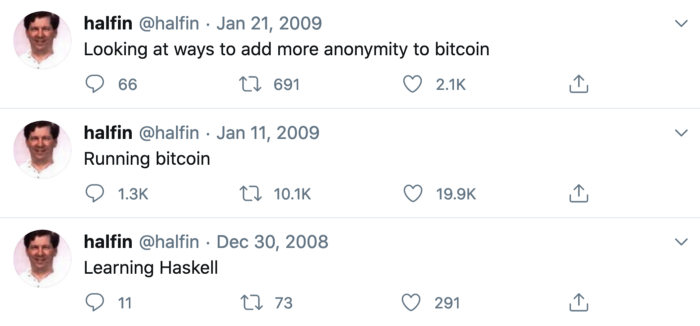 halfin @halfin · Jan 21, 2009
Looking at ways to add more anonymity to bitcoin
66 691 2.1K
halfin @halfin · Jan 11, 2009
Running bitcoin
1.3K 10.1K 19.9K
halfin @halfin · Dec 30, 2008
Learning Haskell
11 73 291